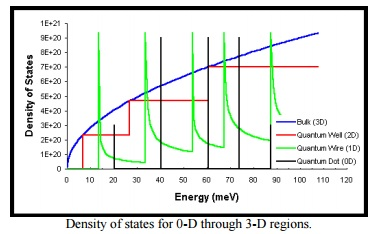 1E+21
9E+20
8E+20
7E+20
6E+20
5E+20
4E+20
3E+20
2E+20
1E+20
0E+00
Density of States
0 10 20 30 40 50 60 70 80 90 100 110 120
Energy (meV)
Bulk (3D)
Quantum Well (2D)
Quantum Wire (1D)
Quantum Dot (0D)
Density of states for 0-D through 3-D regions.